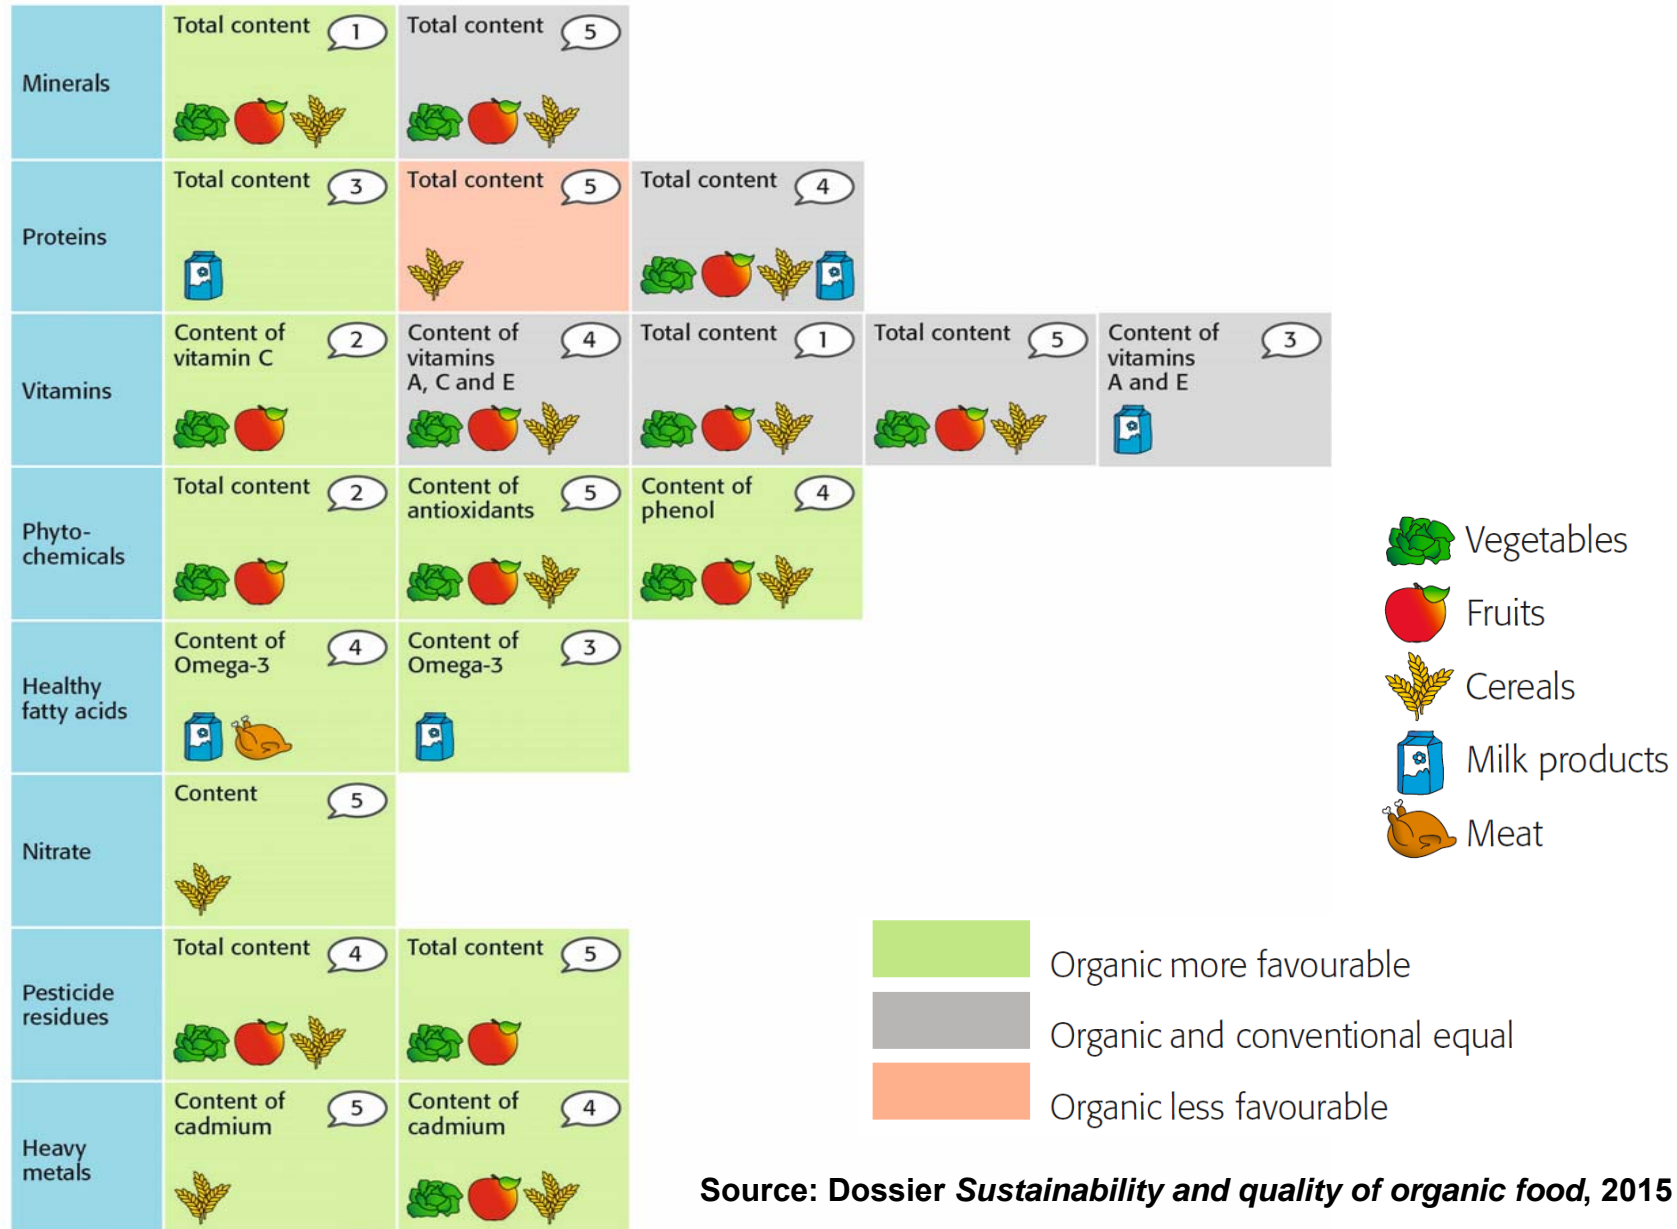 Minerals
Total content 1
Total content 5
Proteins
Total content 3
Total content 5
Total content 4
Vitamins
Content of
vitamin C
2
Content of
vitamins
A, C and E
4
Total content 1
Total content 5
Content of
vitamins
A and E
3
Phyto-
chemicals
Total content 2
Content of
antioxidants
5
Content of
phenol
4
Healthy
fatty acids
Content of
Omega-3
4
Content of
Omega-3
3
Nitrate
Content 5
Pesticide
residues
Total content 4
Total content 5
Heavy
metals
Content of
cadmium
5
Content of
cadmium
4
Vegetables
Fruits
Cereals
Milk products
Meat
Organic more favourable
Organic and conventional equal
Organic less favourable
Source: Dossier Sustainability and quality of organic food, 2015